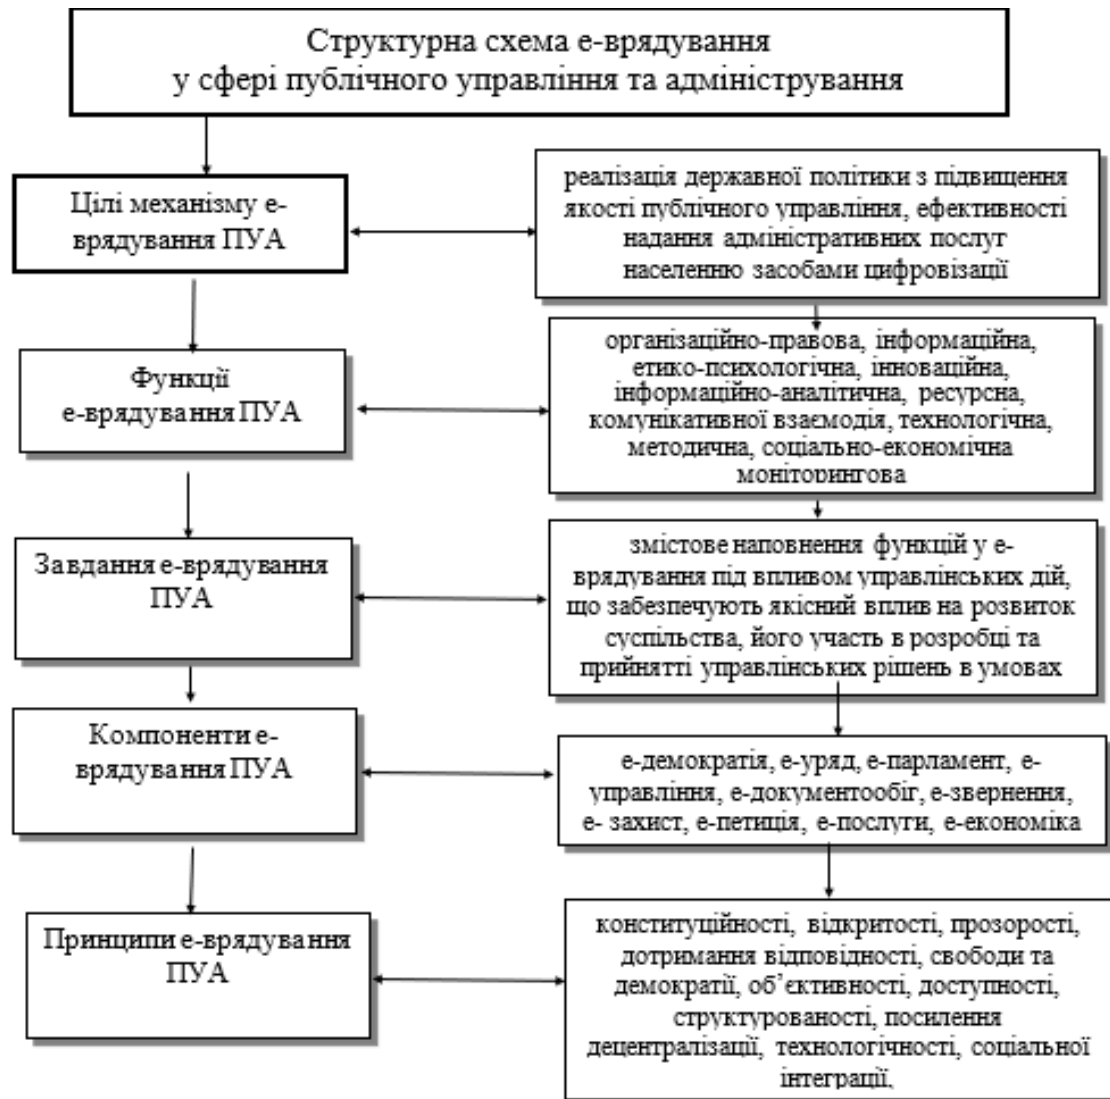 Структурна схема е-врядування
у сфері публічного управління та адміністрування
Цілі механізму е-
врядування ПУА
реалізація державної політики з підвищення
якості публічного управління, ефективності
надання адміністративних послуг
населенню засобами цифровізації
Функції
е-врядування ПУА
організаційно-правова, інформаційна,
етико-психологічна, інноваційна,
інформаційно-аналітична, ресурсна,
комунікативної взаємодія, технологічна,
методична, соціально-економічна
моніторингова
Завдання е-врядування
ПУА
змістове наповнення функцій у е-
врядування під впливом управлінських дій,
що забезпечують якісний вплив на розвиток
суспільства, його участь в розробці та
прийнятті управлінських рішень в умовах
Компоненти е-
врядування ПУА
е-демократія, е-уряд, е-парламент, е-
управління, е-документообіг, е-звернення,
е- захист, е-петиція, е-послуги, е-економіка
Принципи е-врядування
ПУА
конституційності, відкритості, прозорості,
дотримання відповідності, свободи та
демократії, об’єктивності, доступності,
структурованості, посилення
децентралізації, технологічності, соціальної
інтеграції,